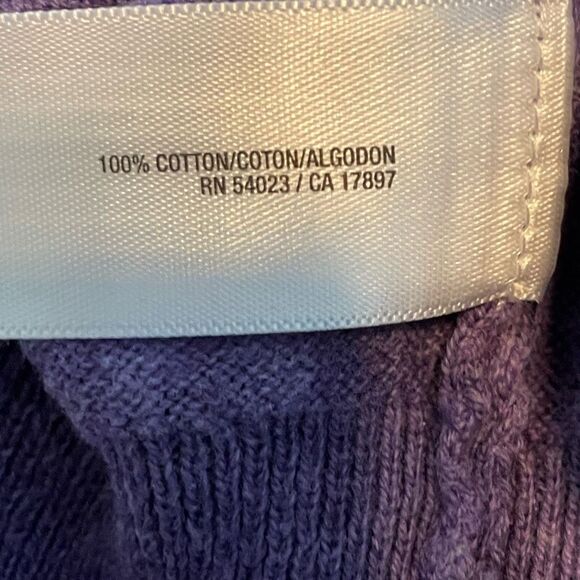 100% COTTON/COTON/ALGODON
RN 54023 / CA 17897